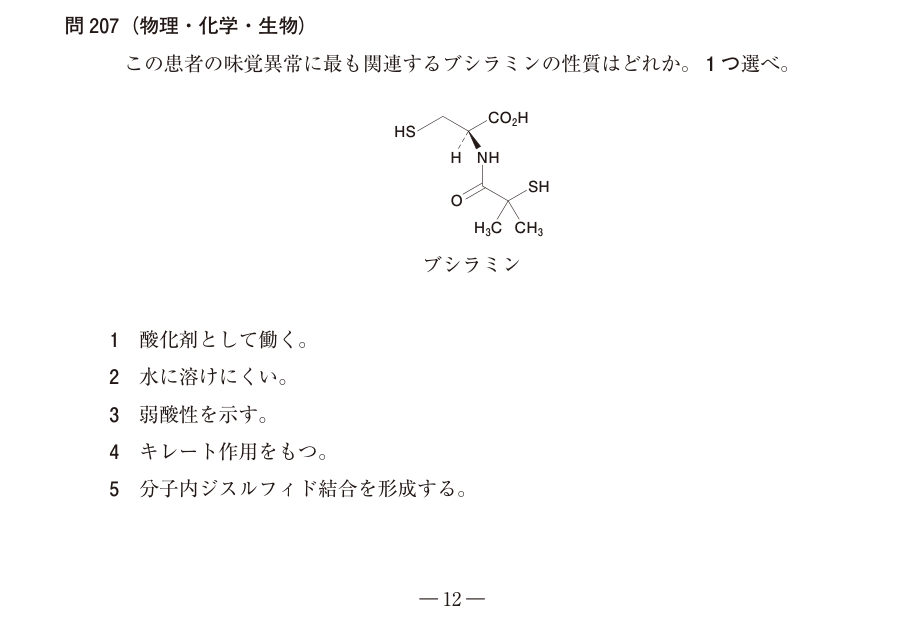 問 207（物理・化学・生物）
この患者の味覚異常に最も関連するブシラミンの性質はどれか。1つ選べ。
CO₂H
HS
H NH
SH
O
H₃C CH₃
ブシラミン
1 酸化剤として働く。
2 水に溶けにくい。
3 弱酸性を示す。
4 キレート作用をもつ。
5 分子内ジスルフィド結合を形成する。
― 12 ―